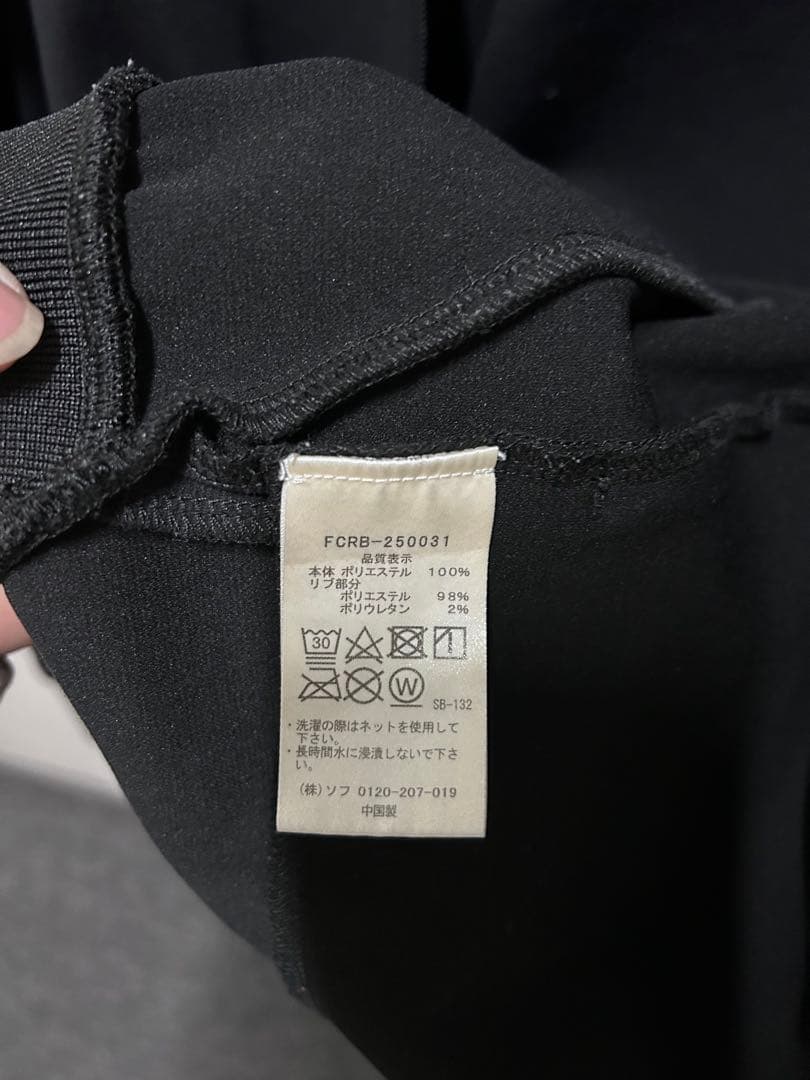 FCRB-250031
品質表示
本体 ポリエステル 100%
リブ部分
ポリエステル 98%
ポリウレタン 2%
30
W
SB-132
・洗濯の際はネットを使用して
下さい。
・長時間水に浸漬しないで下さ
い。
(株)ソフ 0120-207-019
中国製